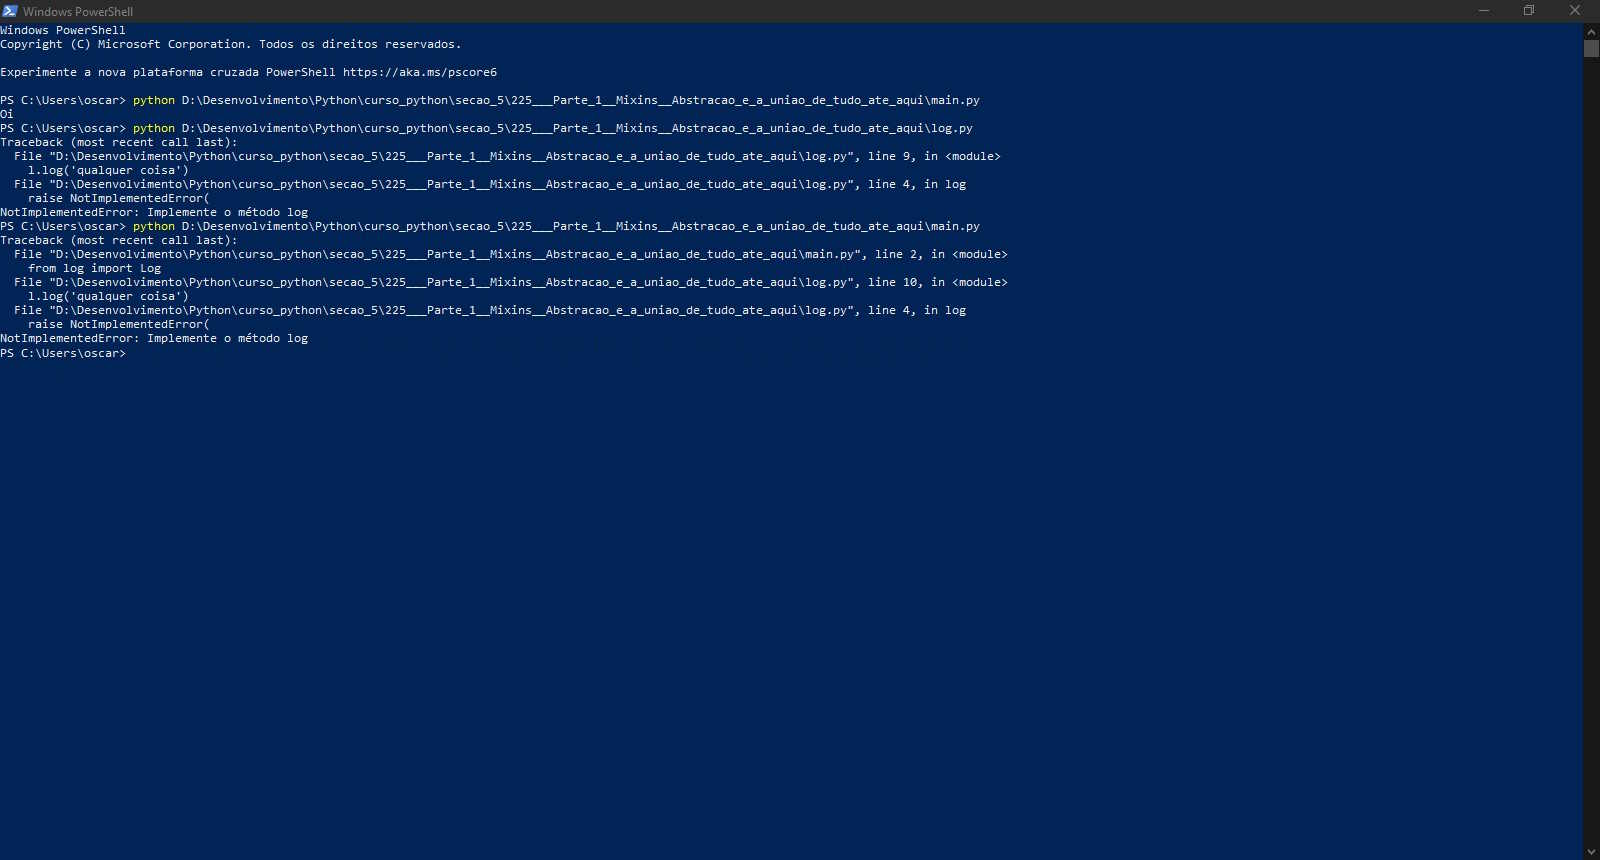 Windows PowerShell
Windows PowerShell
Copyright (C) Microsoft Corporation. Todos os direitos reservados.
Experimente a nova plataforma cruzada PowerShell https://aka.ms/pscore6
PS C:\Users\oscar> python D:\Desenvolvimento\Python\curso_python\secao_5\225___Parte_1__Mixins__Abstracao_e_a_uniao_de_tudo_ate_aqui\main.py
Oi
PS C:\Users\oscar> python D:\Desenvolvimento\Python\curso_python\secao_5\225___Parte_1__Mixins__Abstracao_e_a_uniao_de_tudo_ate_aqui\log.py
Traceback (most recent call last):
  File "D:\Desenvolvimento\Python\curso_python\secao_5\225___Parte_1__Mixins__Abstracao_e_a_uniao_de_tudo_ate_aqui\log.py", line 9, in <module>
    l.log('qualquer coisa')
  File "D:\Desenvolvimento\Python\curso_python\secao_5\225___Parte_1__Mixins__Abstracao_e_a_uniao_de_tudo_ate_aqui\log.py", line 4, in log
    raise NotImplementedError(
NotImplementedError: Implemente o método log
PS C:\Users\oscar> python D:\Desenvolvimento\Python\curso_python\secao_5\225___Parte_1__Mixins__Abstracao_e_a_uniao_de_tudo_ate_aqui\main.py
Traceback (most recent call last):
  File "D:\Desenvolvimento\Python\curso_python\secao_5\225___Parte_1__Mixins__Abstracao_e_a_uniao_de_tudo_ate_aqui\main.py", line 2, in <module>
    from log import Log
  File "D:\Desenvolvimento\Python\curso_python\secao_5\225___Parte_1__Mixins__Abstracao_e_a_uniao_de_tudo_ate_aqui\log.py", line 10, in <module>
    l.log('qualquer coisa')
  File "D:\Desenvolvimento\Python\curso_python\secao_5\225___Parte_1__Mixins__Abstracao_e_a_uniao_de_tudo_ate_aqui\log.py", line 4, in log
    raise NotImplementedError(
NotImplementedError: Implemente o método log
PS C:\Users\oscar>